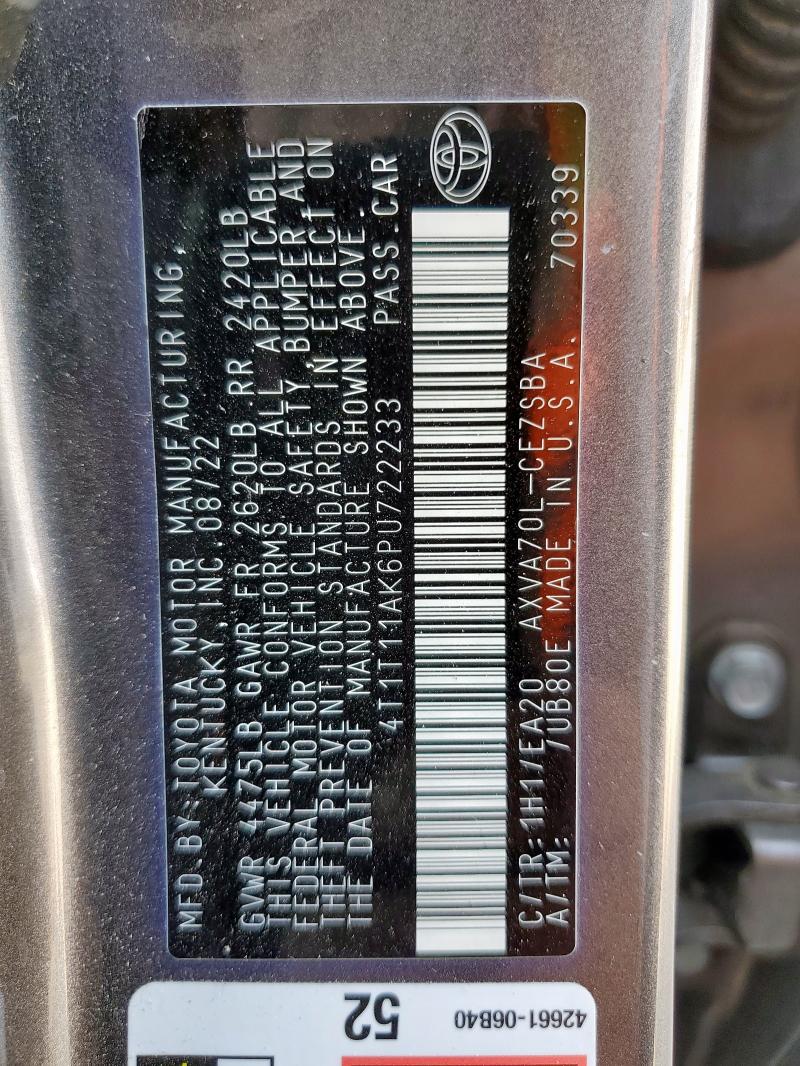 MFD.BY:TOYOTA MOTOR MANUFACTURING,
KENTUCKY,INC.08/22
GVWR 4475LB GAWR FR 2620LB RR 2420LB
THIS VEHICLE CONFORMS TO ALL APPLICABLE
FEDERAL MOTOR VEHICLE SAFETY,BUMPER AND
THEFT PREVENTION STANDARDS IN EFFECT ON
THE DATE OF MANUFACTURE SHOWN ABOVE.
4T1T11AK6PU722233 PASS.CAR
C/TR:1H1/EA20 AXVA70L-CEZSBA
A/TM: /UB80E MADE IN U.S.A. 70339
52
42661-06B40